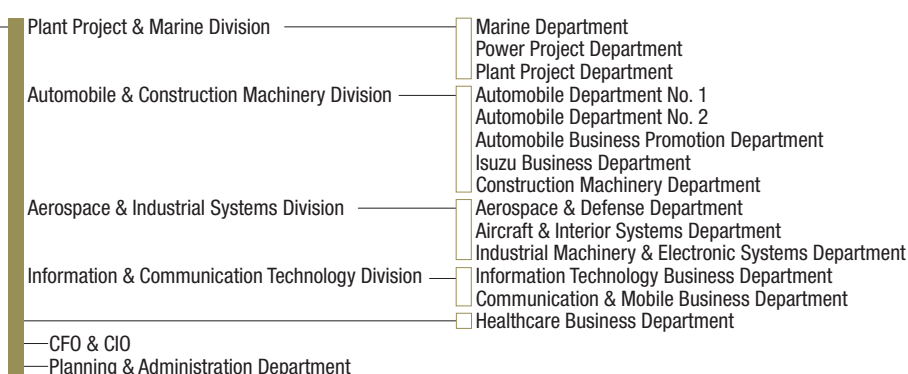 Plant Project & Marine Division
Marine Department
Power Project Department
Plant Project Department
Automobile & Construction Machinery Division
Automobile Department No. 1
Automobile Department No. 2
Automobile Business Promotion Department
Isuzu Business Department
Construction Machinery Department
Aerospace & Industrial Systems Division
Aerospace & Defense Department
Aircraft & Interior Systems Department
Industrial Machinery & Electronic Systems Department
Information & Communication Technology Division
Information Technology Business Department
Communication & Mobile Business Department
Healthcare Business Department
CFO & CIO
Planning & Administration Department